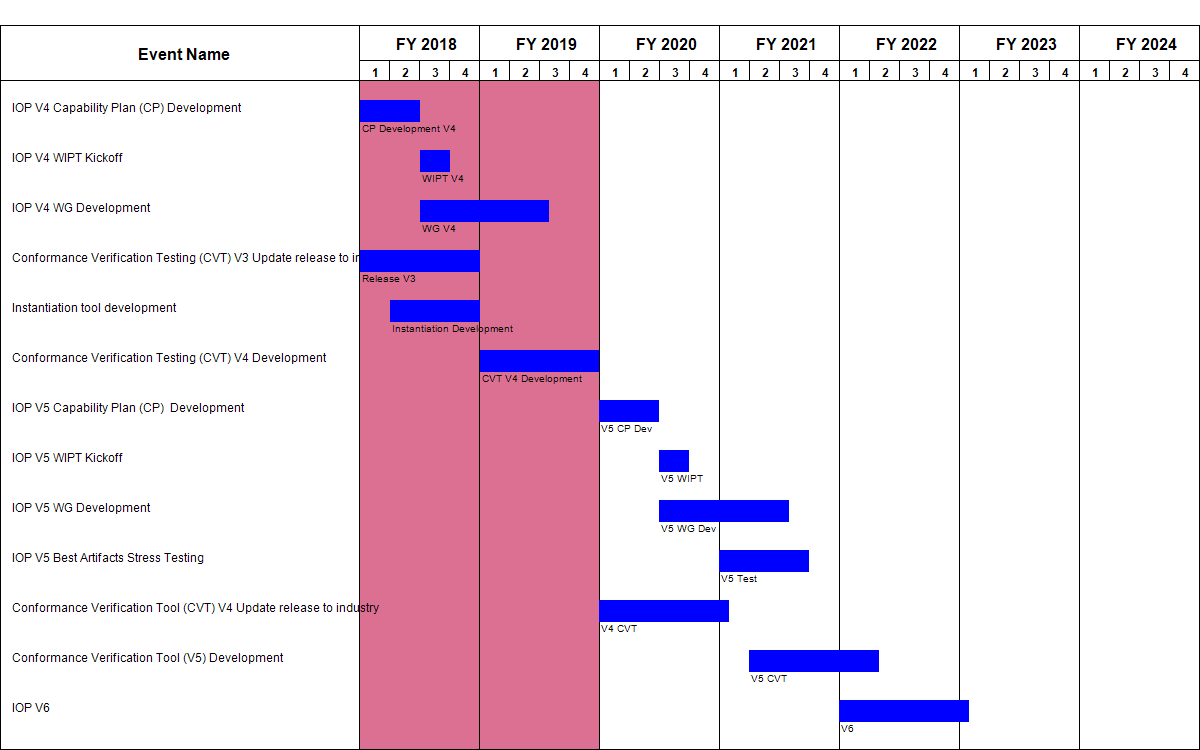 Event Name
FY 2018 FY 2019 FY 2020 FY 2021 FY 2022 FY 2023 FY 2024
1 2 3 4 1 2 3 4 1 2 3 4 1 2 3 4 1 2 3 4 1 2 3 4 1 2 3 4
IOP V4 Capability Plan (CP) Development
CP Development V4
IOP V4 WIPT Kickoff
WIPT V4
IOP V4 WG Development
WG V4
Conformance Verification Testing (CVT) V3 Update release to
Release V3
Instantiation tool development
Instantiation Development
Conformance Verification Testing (CVT) V4 Development
CVT V4 Development
IOP V5 Capability Plan (CP) Development
V5 CP Dev
IOP V5 WIPT Kickoff
V5 WIPT
IOP V5 WG Development
V5 WG Dev
IOP V5 Best Artifacts Stress Testing
V5 Test
Conformance Verification Tool (CVT) V4 Update release to industry
V4 CVT
Conformance Verification Tool (V5) Development
V5 CVT
IOP V6
V6